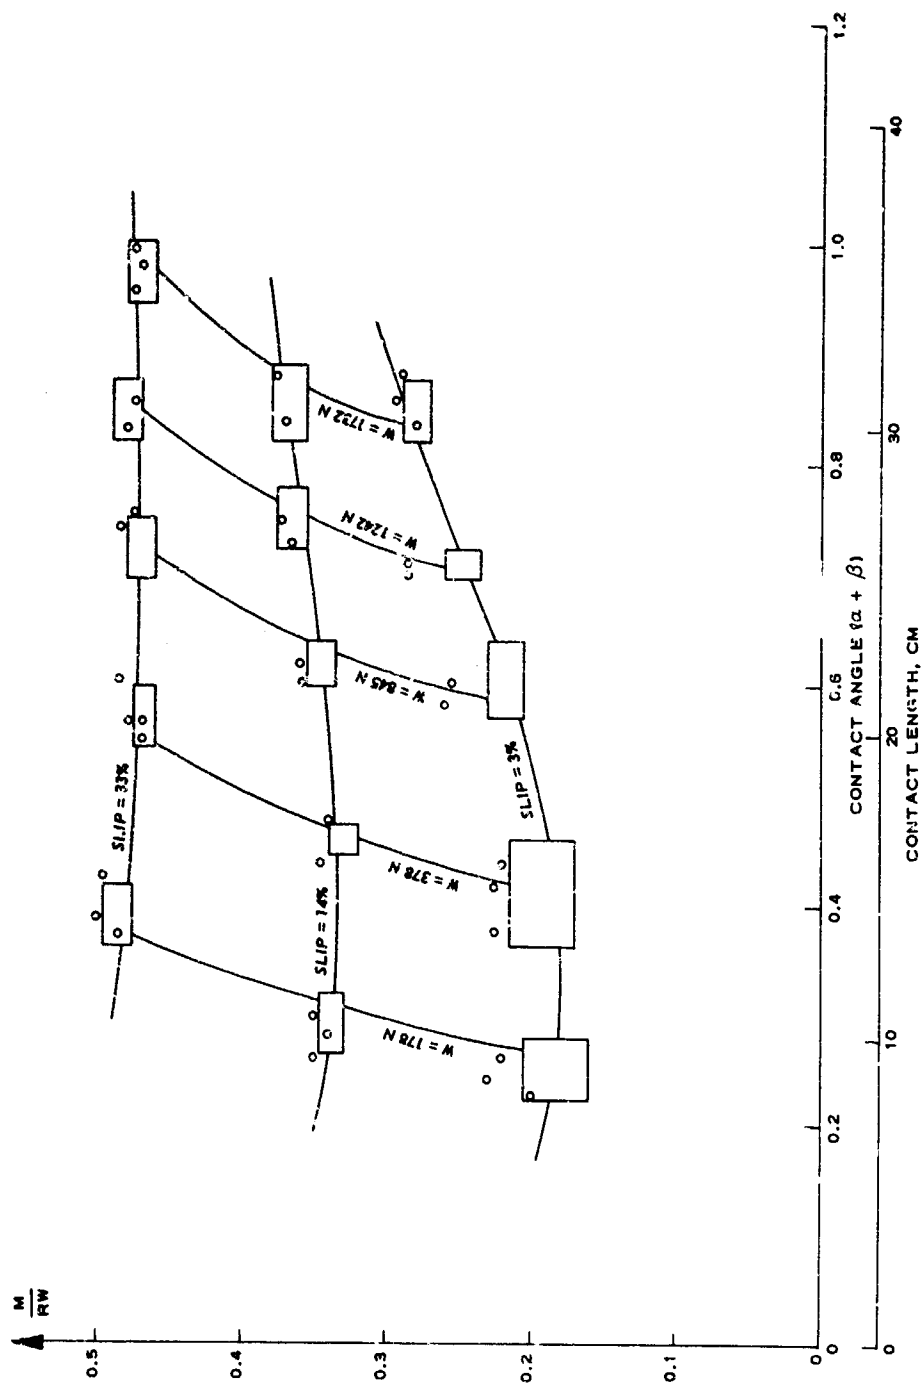 M
RW
0.5
0.4
0.3
0.2
0.1
0
SLIP = 33%
SLIP = 14%
SLIP = 3%
W = 178 N
W = 378 N
W = 845 N
W = 1242 N
W = 1732 N
0 0.2 0.4 0.6 0.8 1.0 1.2
CONTACT ANGLE (α + β)
0 10 20 30 40
CONTACT LENGTH, CM